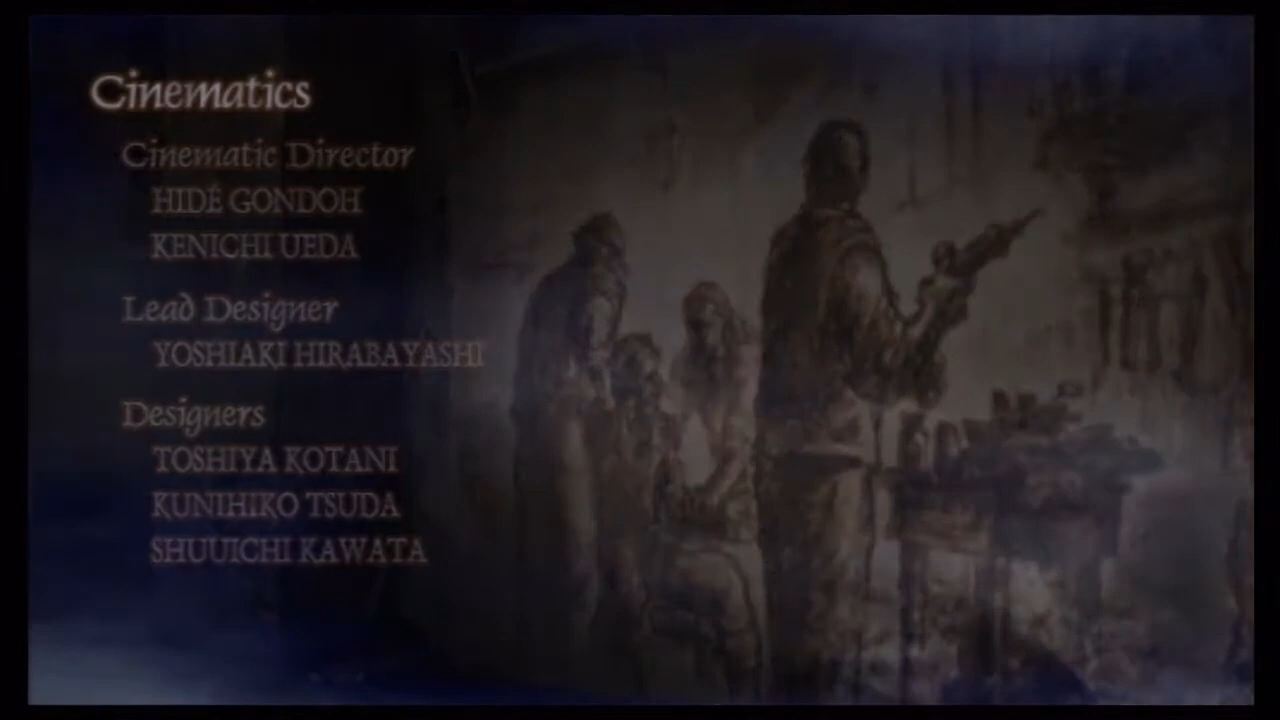 Cinematics
Cinematic Director
HIDÉ GONDOH
KENICHI UEDA
Lead Designer
YOSHIAKI HIRABAYASHI
Designers
TOSHIYA KOTANI
KUNIHIKO TSUDA
SHUUICHI KAWATA